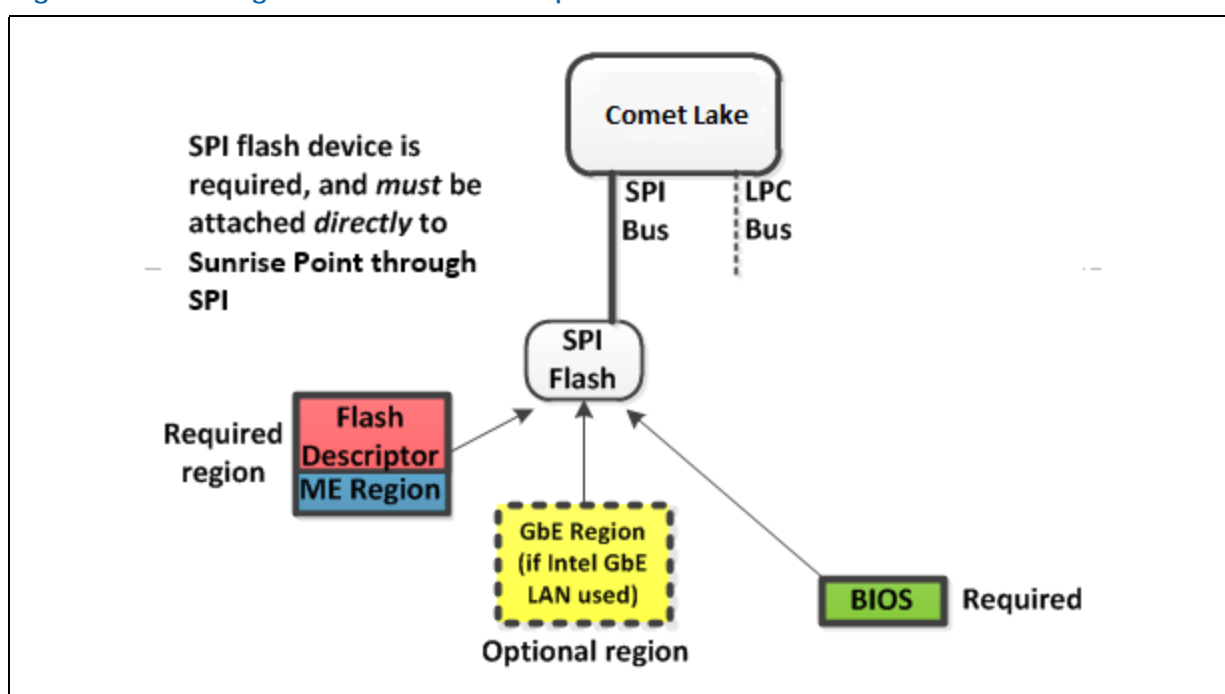 Comet Lake
SPI flash device is
required, and must be
attached directly to
Sunrise Point through
SPI
SPI
Bus
LPC
Bus
SPI
Flash
Required
region
Flash
Descriptor
ME Region
GbE Region
(if Intel GbE
LAN used)
Optional region
BIOS
Required